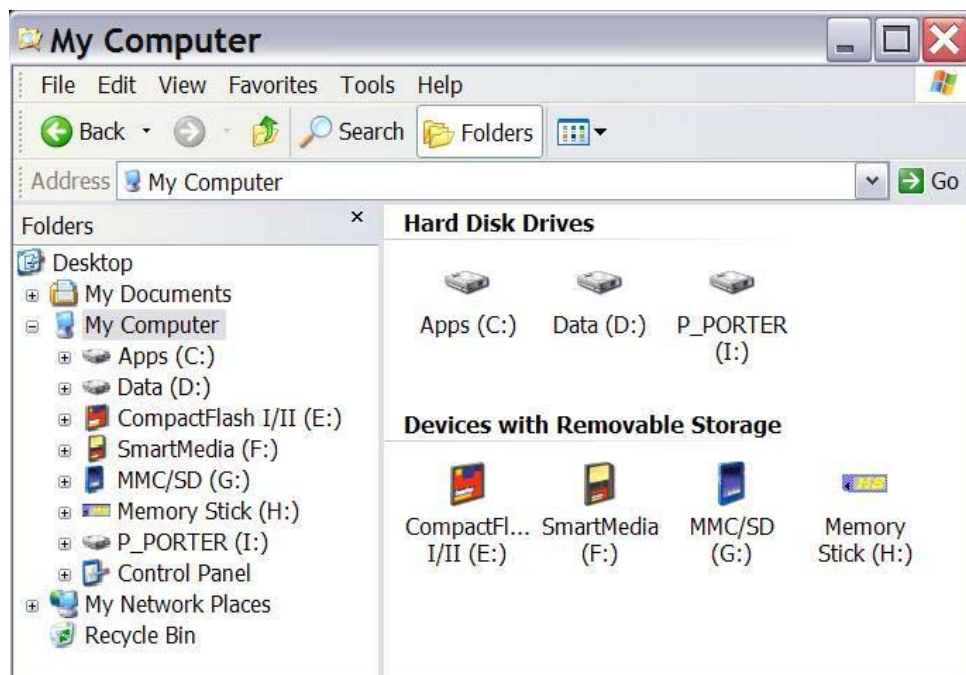 My Computer
File Edit View Favorites Tools Help
Back Search Folders
Address My Computer Go
Folders
Desktop
My Documents
My Computer
Apps (C:)
Data (D:)
CompactFlash I/II (E:)
SmartMedia (F:)
MMC/SD (G:)
Memory Stick (H:)
P_PORTER (I:)
Control Panel
My Network Places
Recycle Bin
Hard Disk Drives
Apps (C:) Data (D:) P_PORTER
(I:)
Devices with Removable Storage
CompactFl... SmartMedia MMC/SD Memory
I/II (E:) (F:) (G:) Stick (H:)